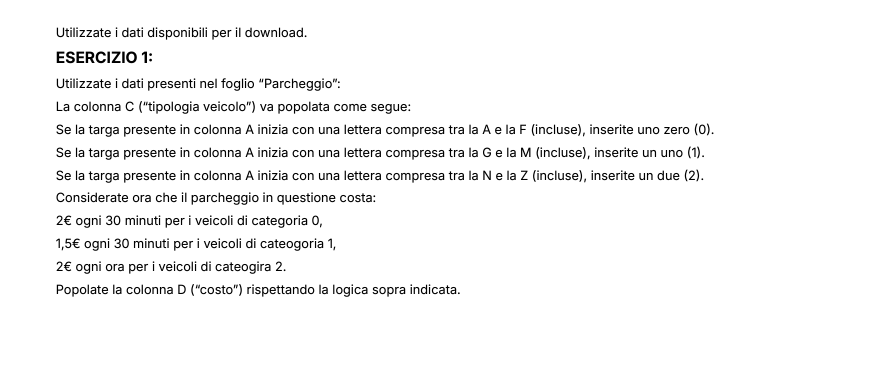 Utilizzate i dati disponibili per il download.
ESERCIZIO 1:
Utilizzate i dati presenti nel foglio “Parcheggio”:
La colonna C (“tipologia veicolo”) va popolata come segue:
Se la targa presente in colonna A inizia con una lettera compresa tra la A e la F (incluse), inserite uno zero (0).
Se la targa presente in colonna A inizia con una lettera compresa tra la G e la M (incluse), inserite un uno (1).
Se la targa presente in colonna A inizia con una lettera compresa tra la N e la Z (incluse), inserite un due (2).
Considerate ora che il parcheggio in questione costa:
2€ ogni 30 minuti per i veicoli di categoria 0,
1,5€ ogni 30 minuti per i veicoli di cateogoria 1,
2€ ogni ora per i veicoli di cateogira 2.
Popolate la colonna D (“costo”) rispettando la logica sopra indicata.